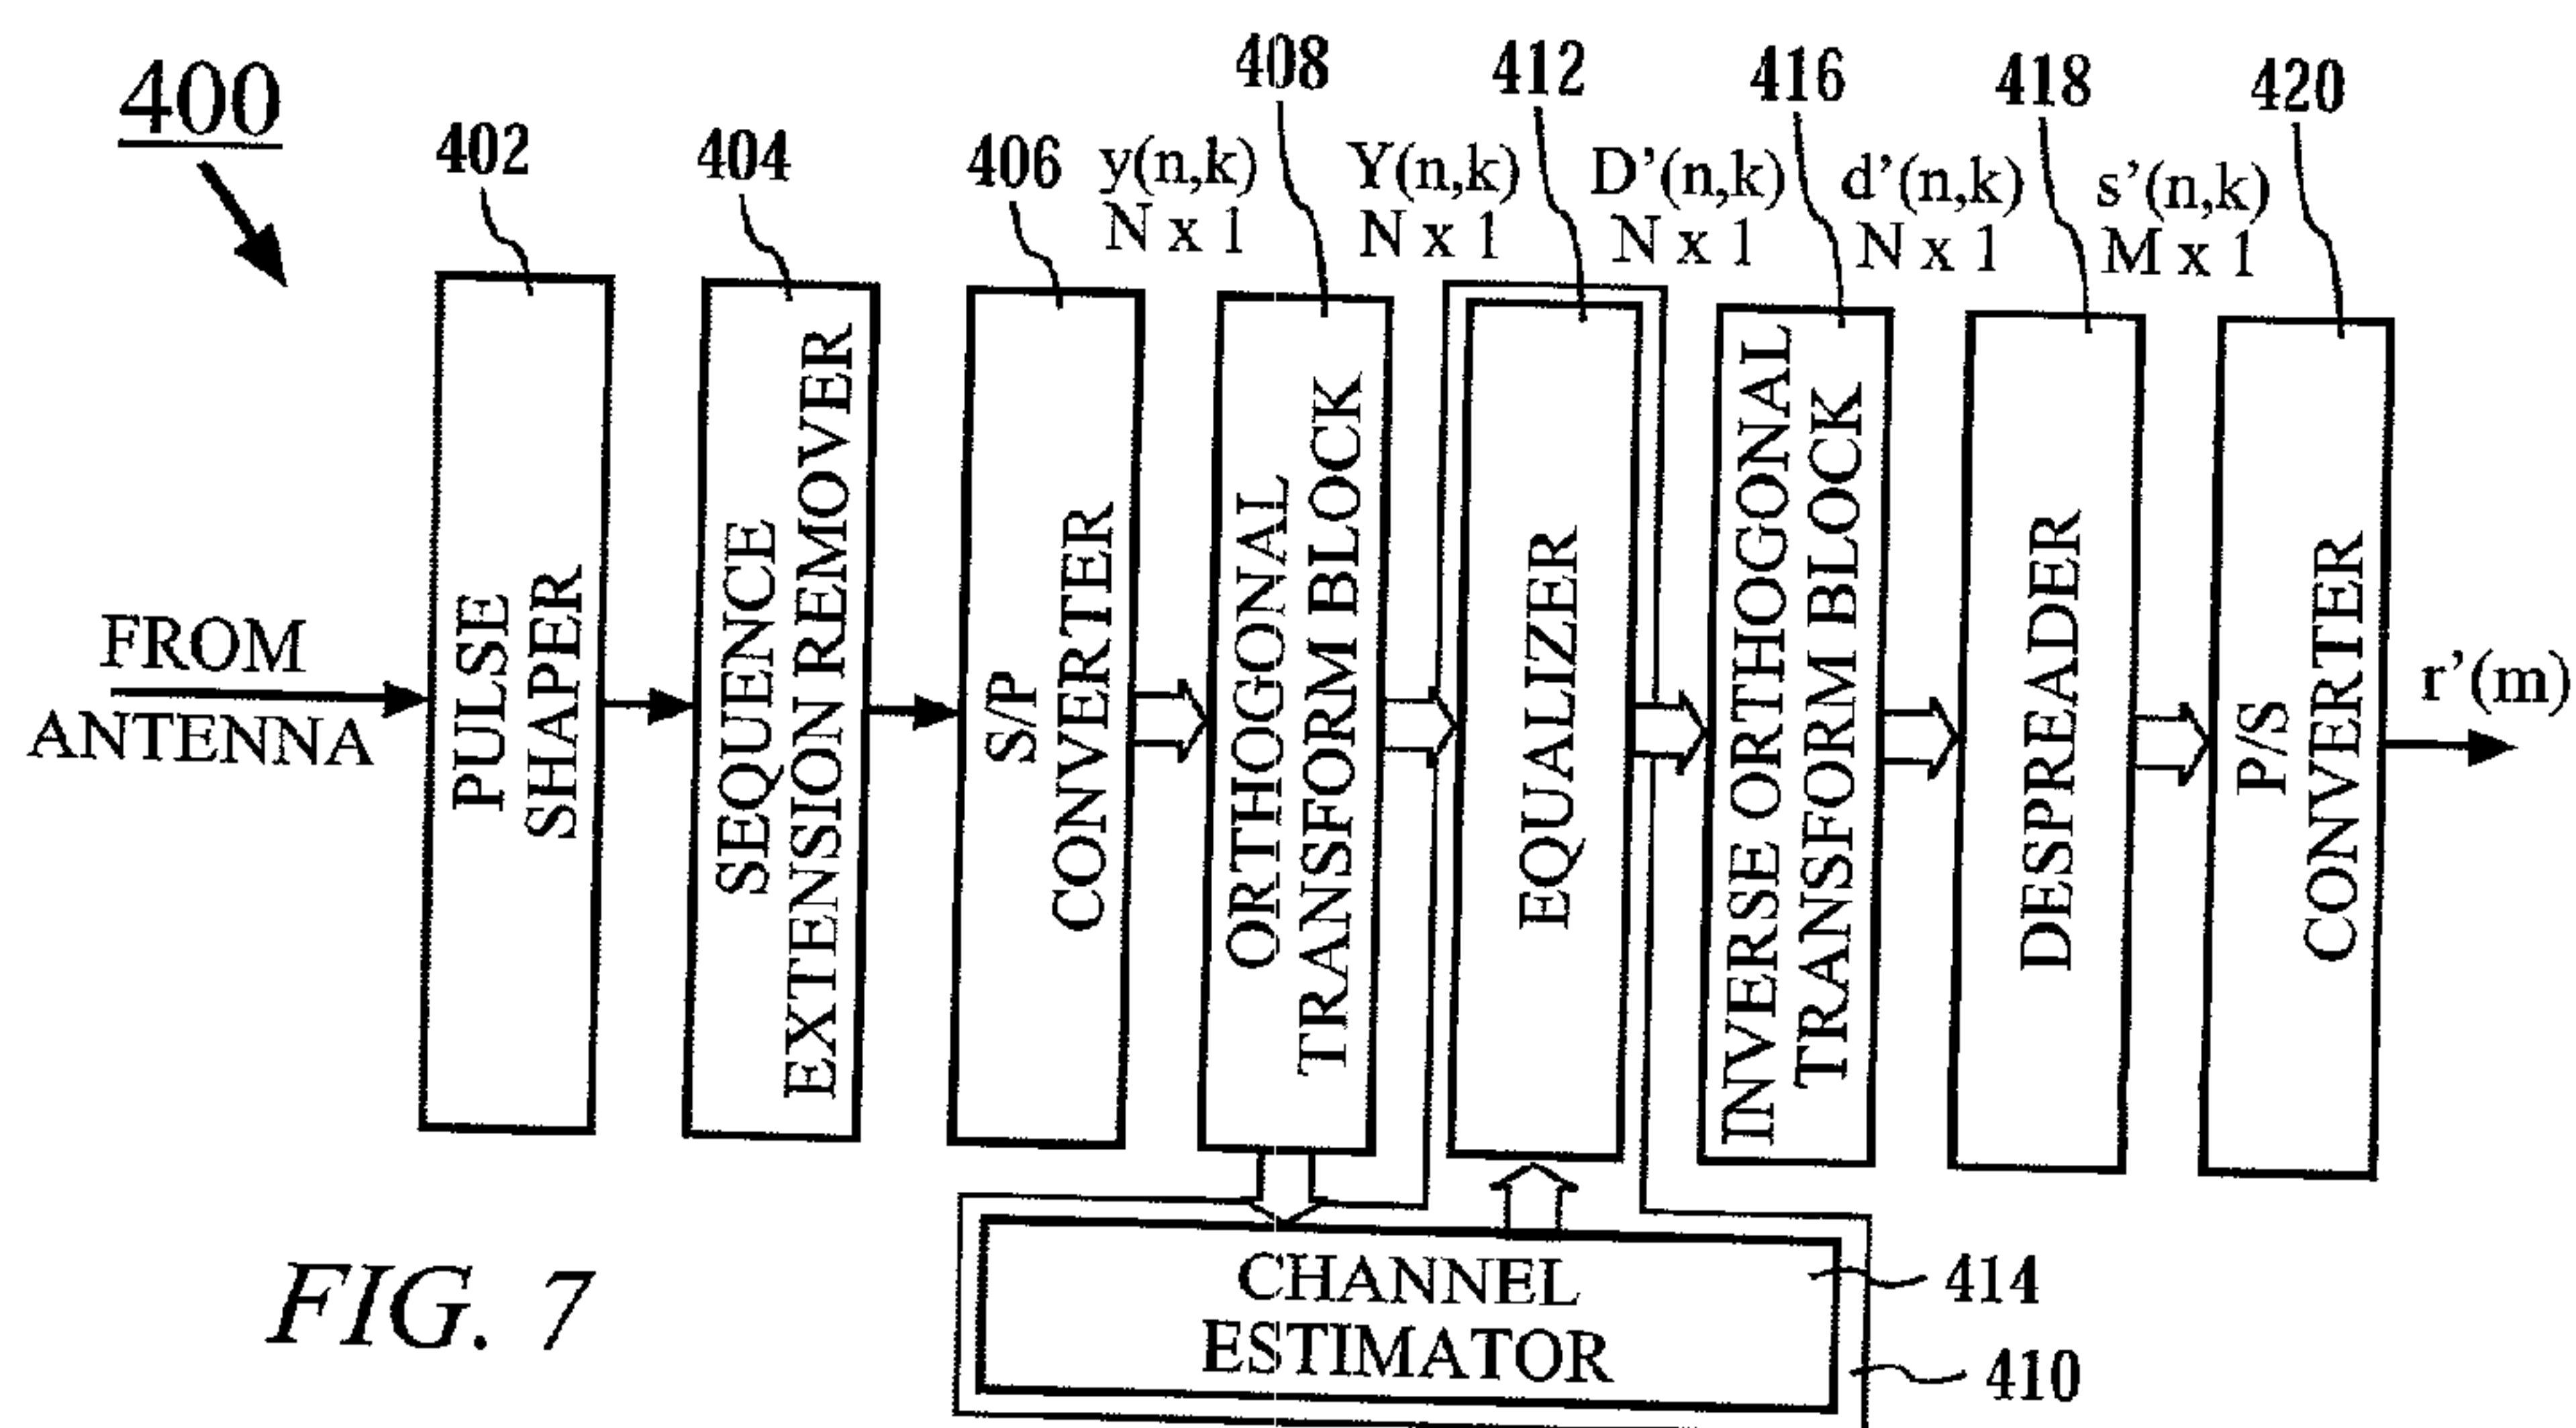 400
402
404
406
y(n,k)
N x 1
408
Y(n,k)
N x 1
412
D’(n,k)
N x 1
416
d’(n,k)
N x 1
418
s’(n,k)
M x 1
420
FROM
ANTENNA
PULSE
SHAPER
SEQUENCE
EXTENSION REMOVER
S/P
CONVERTER
ORTHOGONAL
TRANSFORM BLOCK
EQUALIZER
INVERSE ORTHOGONAL
TRANSFORM BLOCK
DESPREADER
P/S
CONVERTER
r’(m)
CHANNEL
ESTIMATOR
414
410
FIG. 7